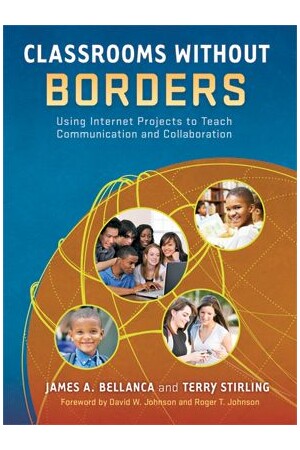 CLASSROOMS WITHOUT
BORDERS
Using Internet Projects to Teach
Communication and Collaboration
JAMES A. BELLANCA and TERRY STIRLING
Foreword by David W. Johnson and Roger T. Johnson